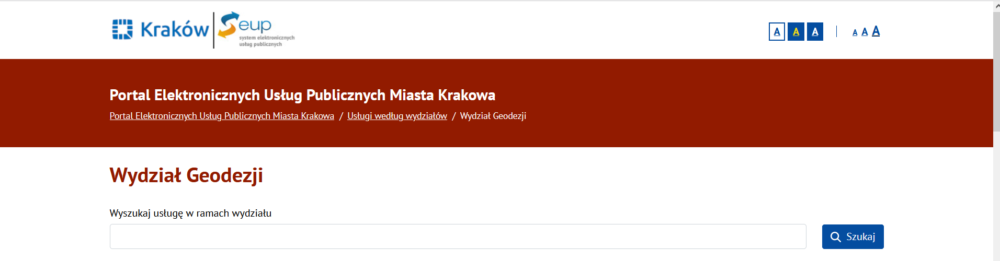 Kraków
eup
system elektronicznych
usług publicznych
A A A A A A
Portal Elektronicznych Usług Publicznych Miasta Krakowa
Portal Elektronicznych Usług Publicznych Miasta Krakowa / Usługi według wydziałów / Wydział Geodezji
Wydział Geodezji
Wyszukaj usługę w ramach wydziału
Szukaj